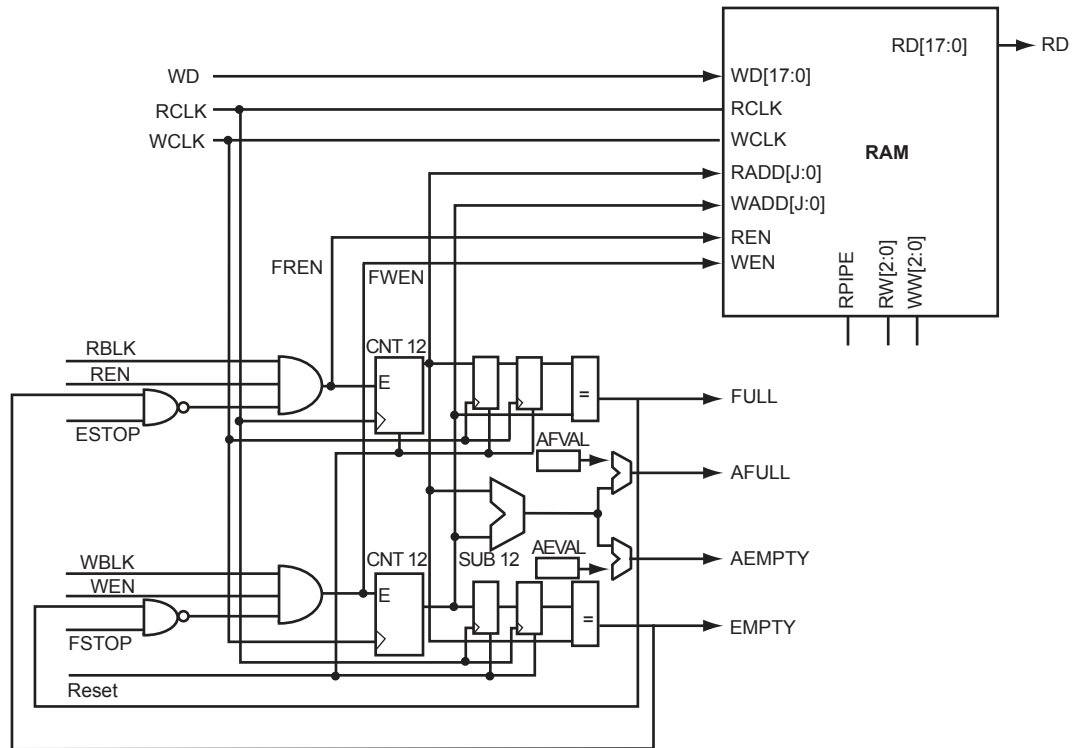 RD[17:0]
RD
WD
WD[17:0]
RCLK
RCLK
WCLK
WCLK
RAM
RADD[J:0]
WADD[J:0]
REN
FREN
FWEN
WEN
RPIPE
RW[2:0]
WW[2:0]
RBLK
CNT 12
REN
E
=
FULL
ESTOP
AFVAL
AFULL
WBLK
CNT 12
SUB 12
AEVAL
AEMPTY
WEN
E
FSTOP
=
EMPTY
Reset